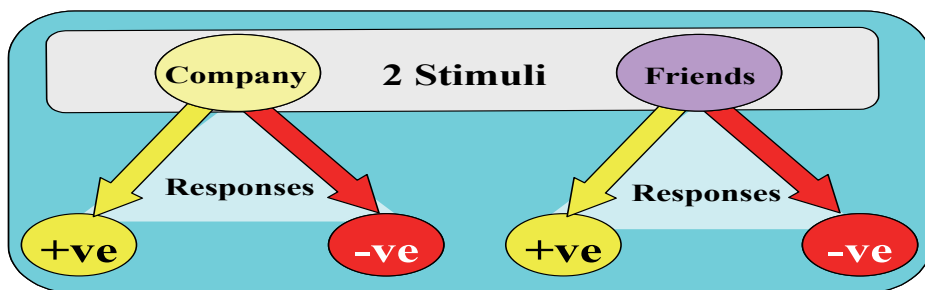 Company 2 Stimuli Friends
Responses Responses
+ve -ve +ve -ve